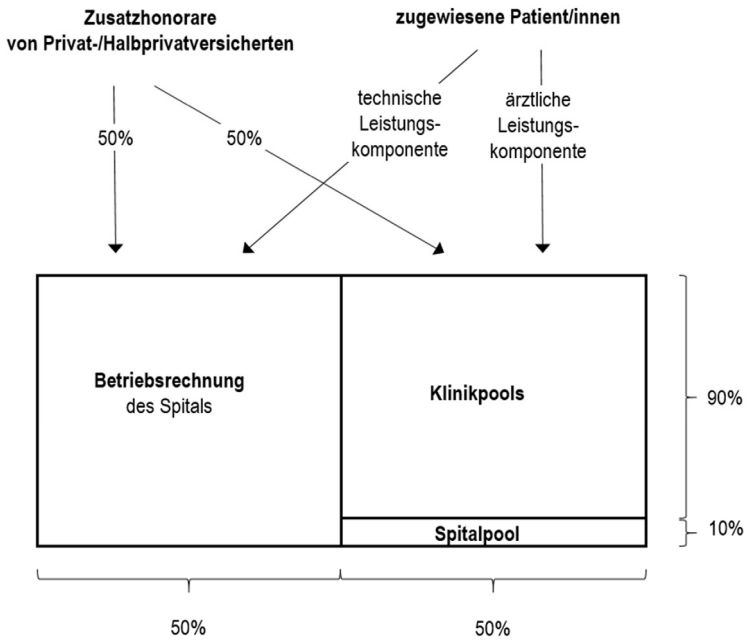 Zusatzhonorare
von Privat-/Halbprivatversicherten
zugewiesene Patient/innen
technische
Leistungs-
komponente
ärztliche
Leistungs-
komponente
50%
50%
Betriebsrechnung
des Spitals
Klinikpools
90%
Spitalpool
10%
50%
50%